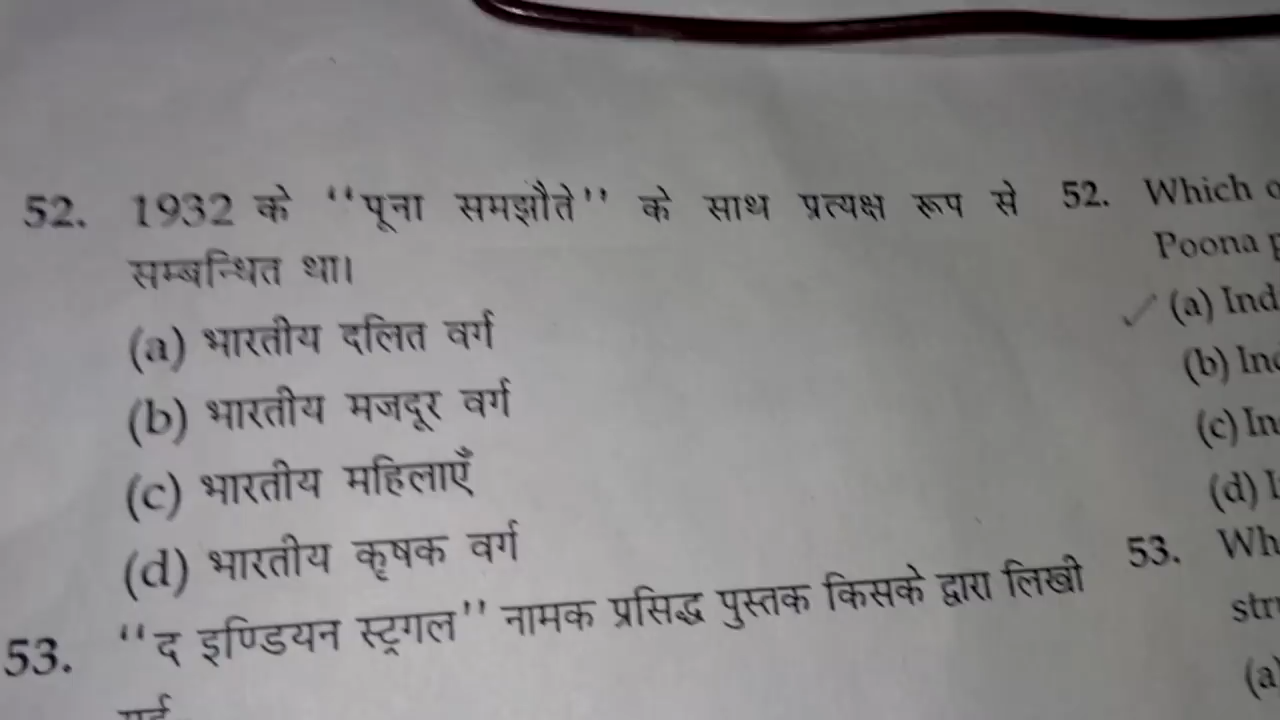 52. 1932 के ‘‘पूना समझौते’’ के साथ प्रत्यक्ष रूप से
सम्बन्धित था।
(a) भारतीय दलित वर्ग
(b) भारतीय मजदूर वर्ग
(c) भारतीय महिलाएँ
(d) भारतीय कृषक वर्ग
53. ‘‘द इण्डियन स्ट्रगल’’ नामक प्रसिद्ध पुस्तक किसके द्वारा लिखी
52. Which
Poona
(a) Ind
(b) In
(c) In
(d)
53. Wh
str
(a)